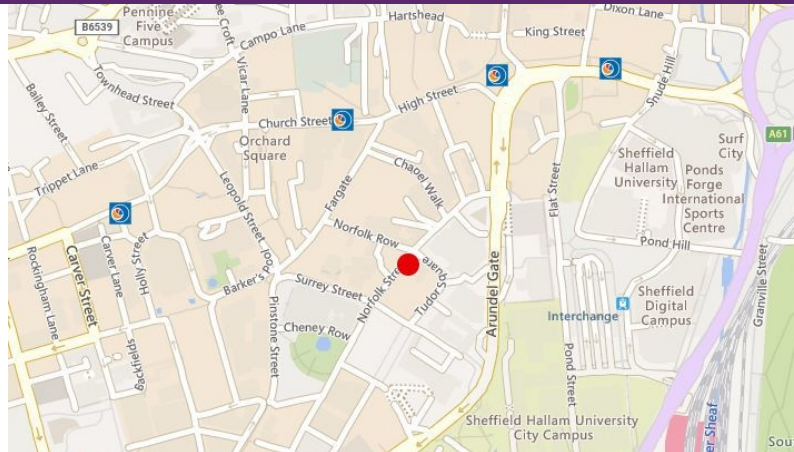 Pennine
Five
Campus
B6539
Hartshead
Dixon Lane
King Street
Campo Lane
Vicar Lane
Townhead Street
Bailey Street
High Street
Shude Hill
Church Street
Orchard
Square
A61
Surf
City
Trippet Lane
Leopold Street
Fargate
Chapel Walk
Flat Street
Sheffield
Hallam
University
Ponds
Forge
International
Sports
Centre
Norfolk Row
Pond Hill
Rockingham Lane
Carver Street
Carver Lane
Holly Street
Barker's Pool
Surrey Street
Norfolk Street
Tudor Square
Arundel Gate
Interchange
Sheffield
Digital
Campus
Granville Street
Pinstone Street
Cheney Row
Backfields
Pond Street
Sheffield Hallam University
City Campus
Sheaf